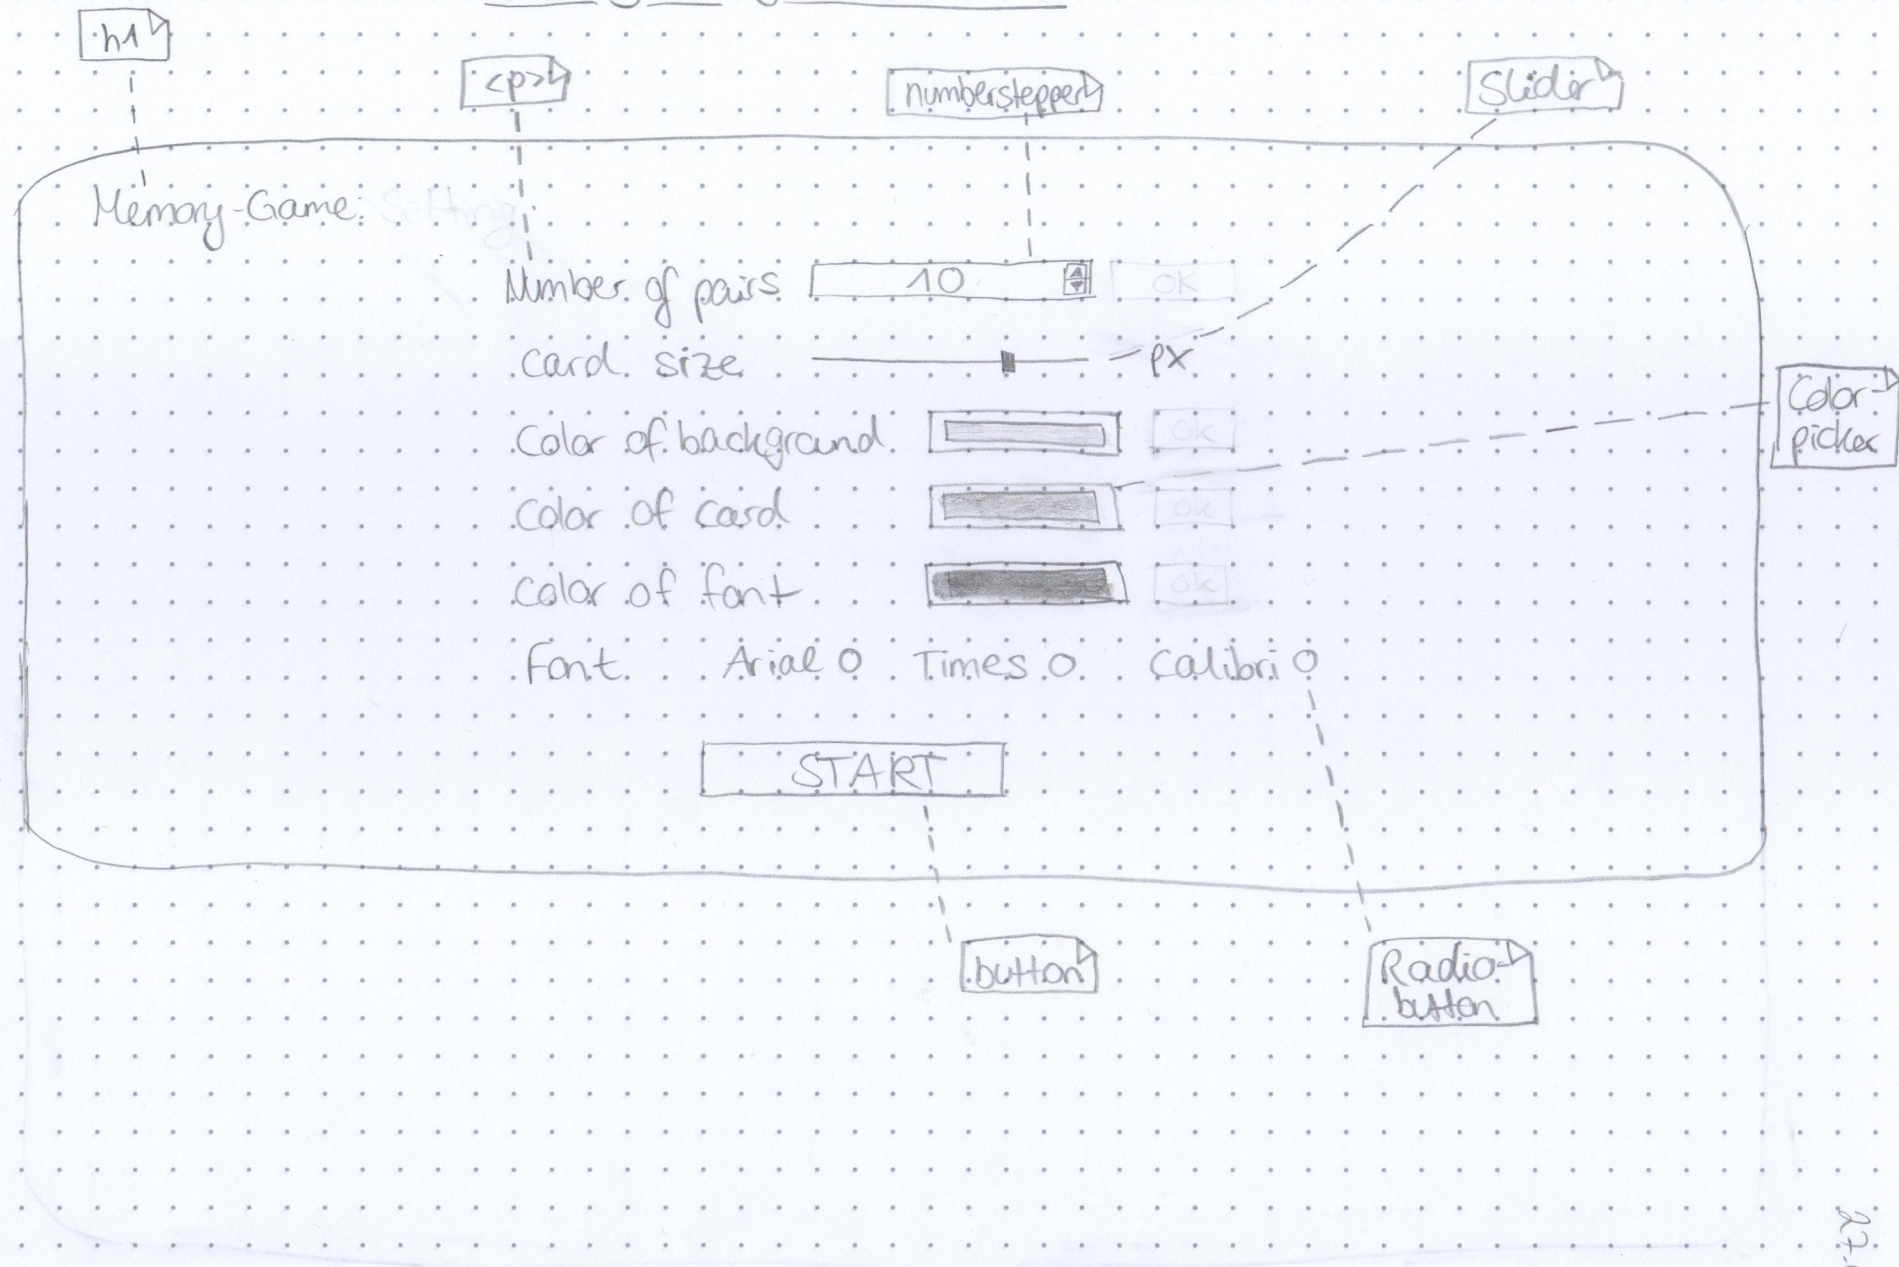 h1
<p>
numberstepper
Slider
Memory-Game: Setting
Number of pairs 10 OK
card size px
Color-
picker
Color of background ok
color of card ok
color of font ok
Font Arial O Times O Calibri O
START
button
Radio-
button